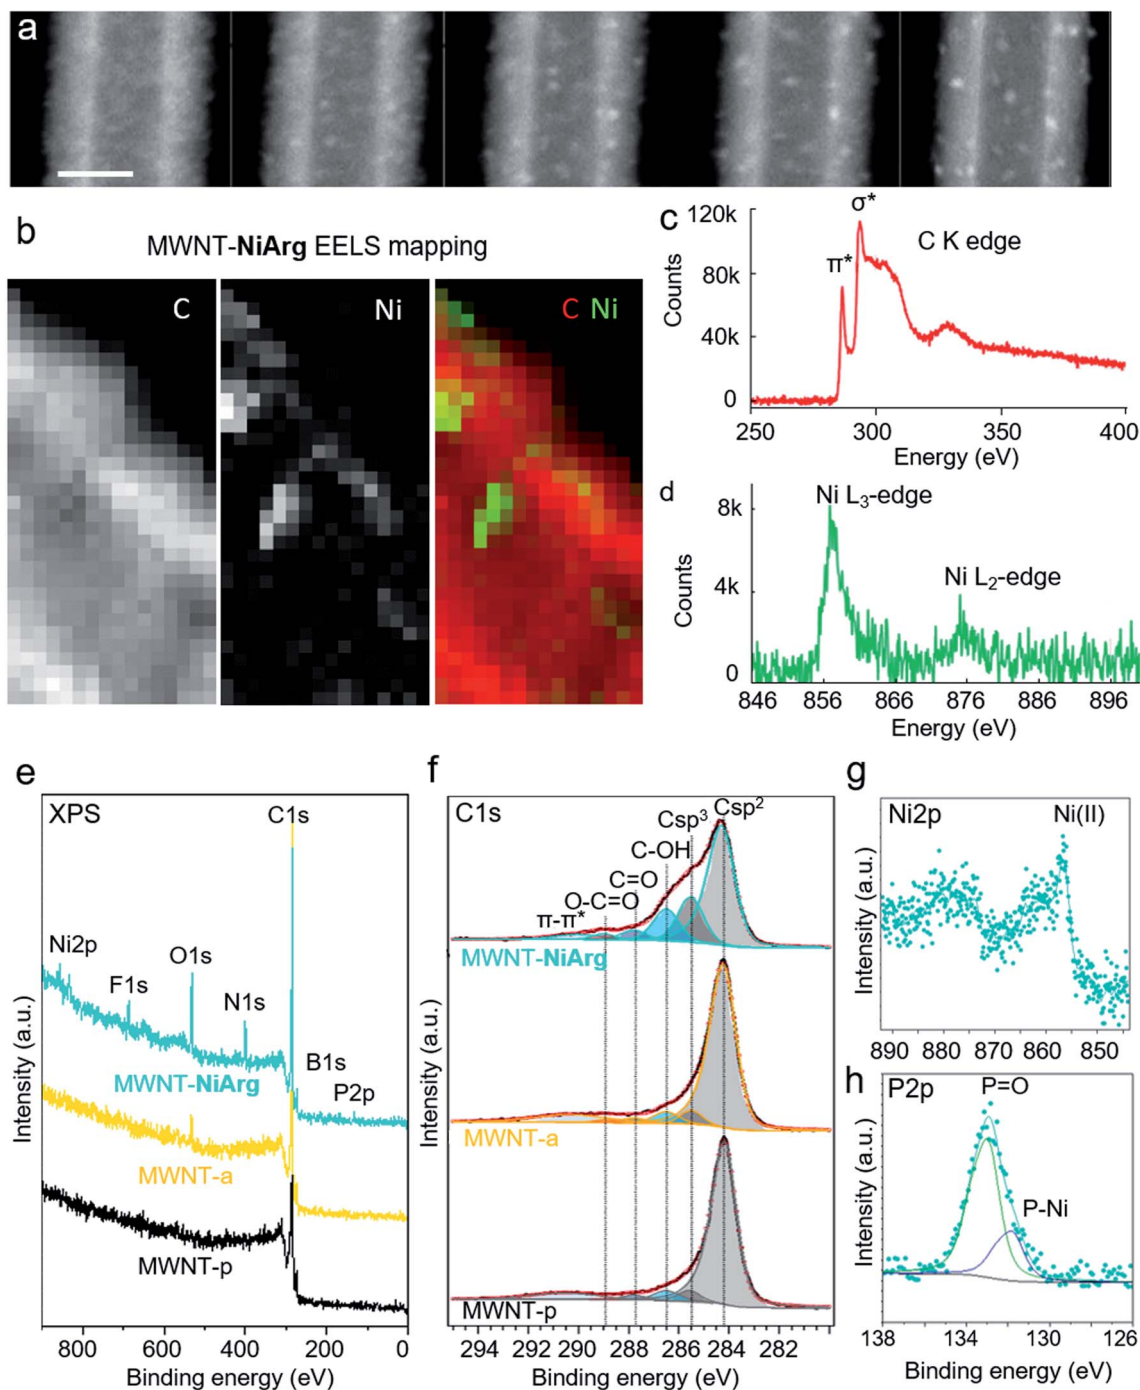 a
b
MWNT-NiArg EELS mapping
C
Ni
C Ni
c
120k
80k
40k
0
Counts
σ*
π*
C K edge
250
300
350
400
Energy (eV)
d
8k
4k
0
Counts
Ni L3-edge
Ni L2-edge
846
856
866
876
886
896
Energy (eV)
e
XPS
C1s
Ni2p
F1s
O1s
N1s
B1s
P2p
MWNT-NiArg
MWNT-a
MWNT-p
Intensity (a.u.)
800
600
400
200
0
Binding energy (eV)
f
C1s
Csp3
Csp2
C-OH
C=O
O-C=O
π-π*
MWNT-NiArg
MWNT-a
MWNT-p
Intensity (a.u.)
294
292
290
288
286
284
282
Binding energy (eV)
g
Ni2p
Ni(II)
Intensity (a.u.)
890
880
870
860
850
h
P2p
P=O
P-Ni
Intensity (a.u.)
138
134
130
126
Binding energy (eV)